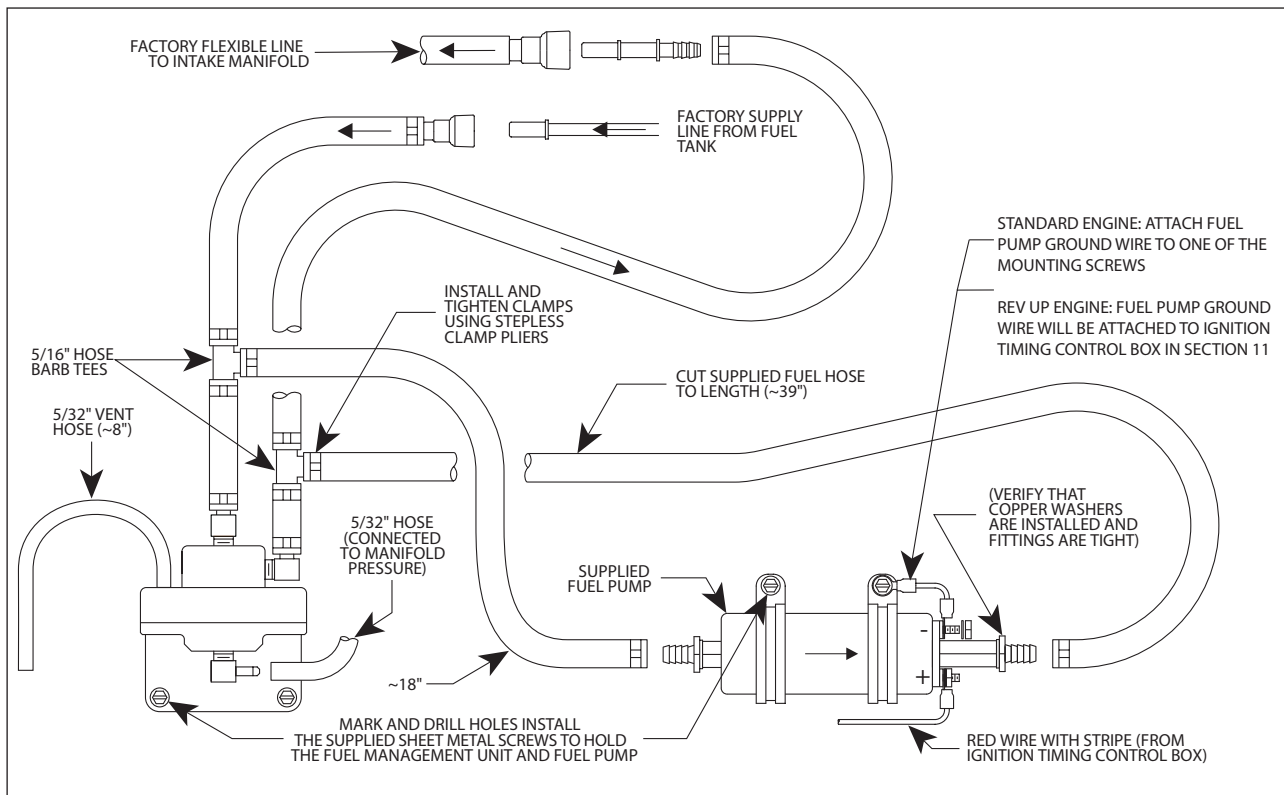 FACTORY FLEXIBLE LINE
TO INTAKE MANIFOLD
FACTORY SUPPLY
LINE FROM FUEL
TANK
STANDARD ENGINE: ATTACH FUEL
PUMP GROUND WIRE TO ONE OF THE
MOUNTING SCREWS
REV UP ENGINE: FUEL PUMP GROUND
WIRE WILL BE ATTACHED TO IGNITION
TIMING CONTROL BOX IN SECTION 11
INSTALL AND
TIGHTEN CLAMPS
USING STEPLESS
CLAMP PLIERS
5/16" HOSE
BARB TEES
CUT SUPPLIED FUEL HOSE
TO LENGTH (~39")
5/32" VENT
HOSE (~8")
(VERIFY THAT
COPPER WASHERS
ARE INSTALLED AND
FITTINGS ARE TIGHT)
5/32" HOSE
(CONNECTED
TO MANIFOLD
PRESSURE)
SUPPLIED
FUEL PUMP
-
+
~18"
MARK AND DRILL HOLES INSTALL
THE SUPPLIED SHEET METAL SCREWS TO HOLD
THE FUEL MANAGEMENT UNIT AND FUEL PUMP
RED WIRE WITH STRIPE (FROM
IGNITION TIMING CONTROL BOX)